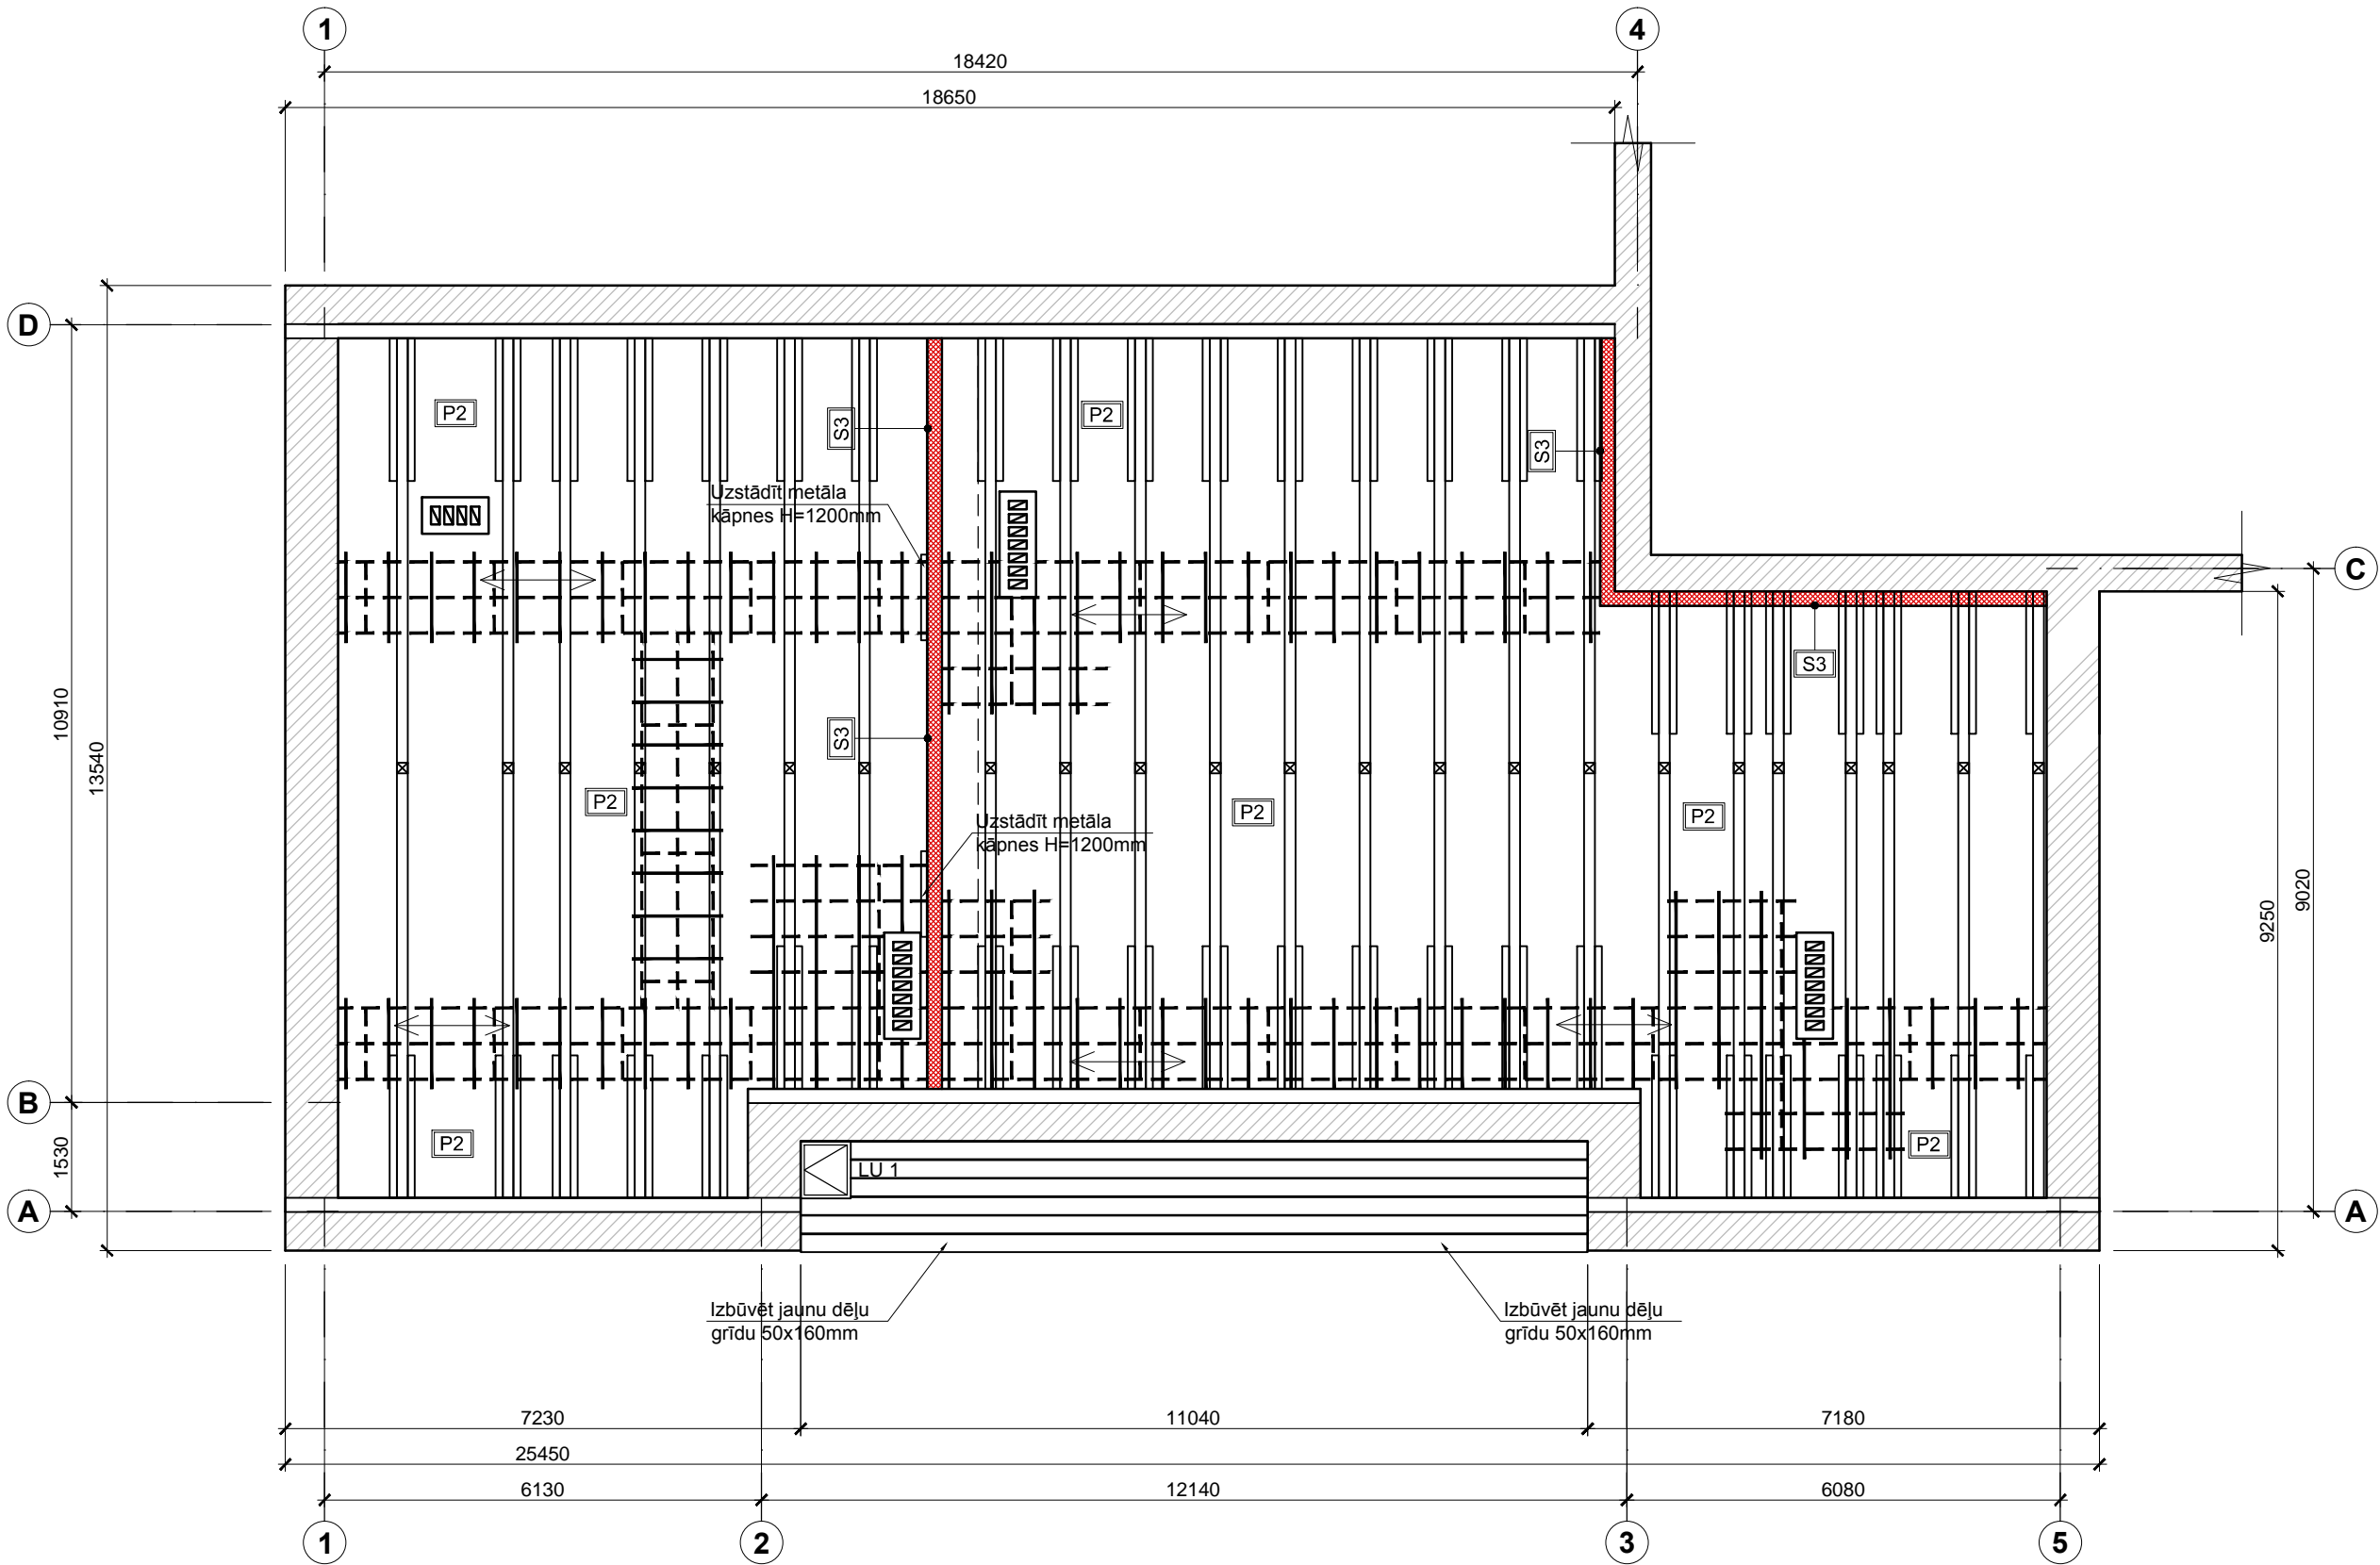 1
4
18420
18650
D
P2
S3
P2
S3
Uzstādīt metāla
kāpnes H=1200mm
C
S3
10910
13540
S3
P2
P2
P2
Uzstādīt metāla
kāpnes H=1200mm
9020
9250
B
P2
P2
1530
LU 1
A
A
Izbūvēt jaunu dēļu
grīdu 50x160mm
Izbūvēt jaunu dēļu
grīdu 50x160mm
7230
11040
7180
25450
6130
12140
6080
1
2
3
5